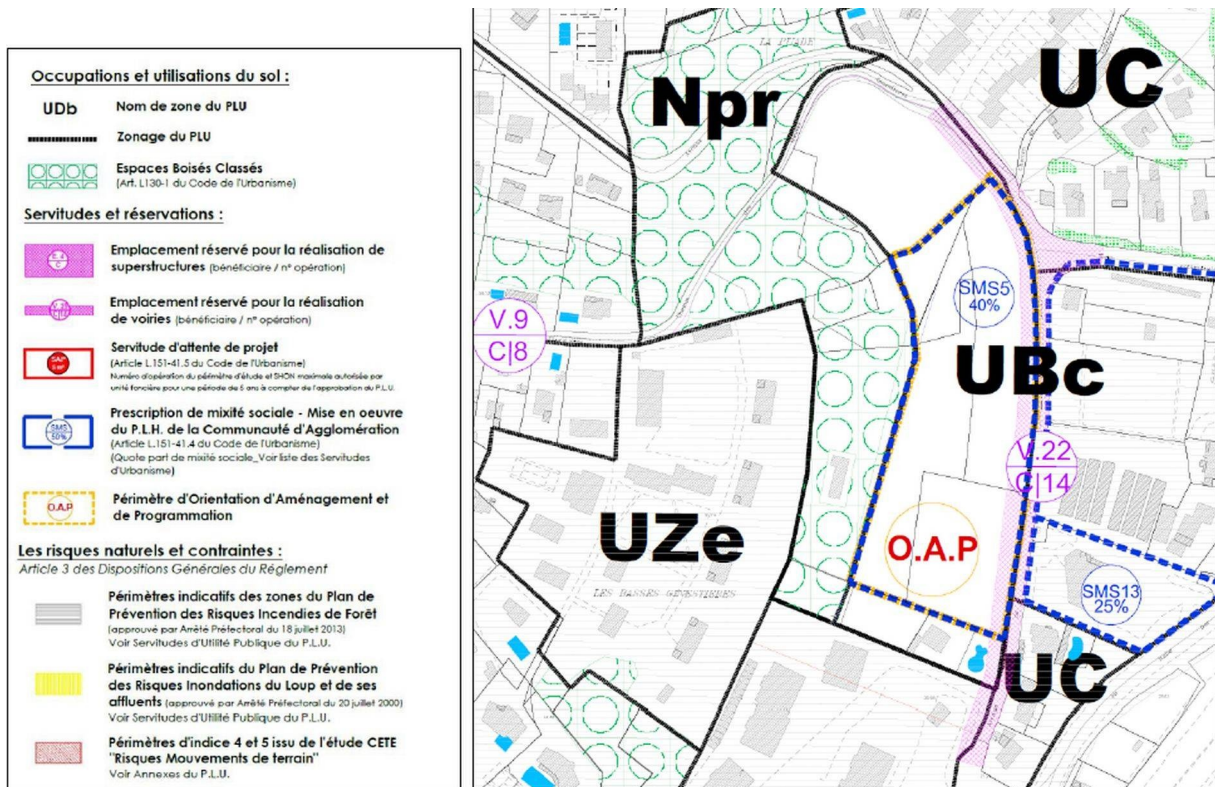 Occupations et utilisations du sol :
UDb
Nom de zone du PLU
Zonage du PLU
Espaces Boisés Classés
(Art. L130-1 du Code de l'Urbanisme)
Servitudes et réservations :
Emplacement réservé pour la réalisation de
superstructures (bénéficiaire / n° opération)
Emplacement réservé pour la réalisation
de voiries (bénéficiaire / n° opération)
Servitude d'attente de projet
(Article L.151-41.5 du Code de l'Urbanisme)
Numéro d'opération du périmètre d'étude et SHON maximale autorisée par
unité foncière pour une période de 5 ans à compter de l'approbation du P.L.U.
SMS
50%
Prescription de mixité sociale - Mise en oeuvre
du P.L.H. de la Communauté d'Agglomération
(Article L.151-41.4 du Code de l'Urbanisme)
(Quote part de mixité sociale_Voir liste des Servitudes
d'Urbanisme)
O.A.P
Périmètre d'Orientation d'Aménagement et
de Programmation
Les risques naturels et contraintes :
Article 3 des Dispositions Générales du Réglement
Périmètres indicatifs des zones du Plan de
Prévention des Risques Incendies de Forêt
(approuvé par Arrêté Préfectoral du 18 juillet 2013)
Voir Servitudes d'Utilité Publique du P.L.U.
Périmètres indicatifs du Plan de Prévention
des Risques Inondations du Loup et de ses
affluents (approuvé par Arrêté Préfectoral du 20 juillet 2000)
Voir Servitudes d'Utilité Publique du P.L.U.
Périmètres d'indice 4 et 5 issu de l'étude CETE
"Risques Mouvements de terrain"
Voir Annexes du P.L.U.
Npr
UC
SMS5
40%
V.9
C|8
UBc
V.22
C|14
UZe
O.A.P
LES BASSES GENESTIERES
SMS13
25%
UC